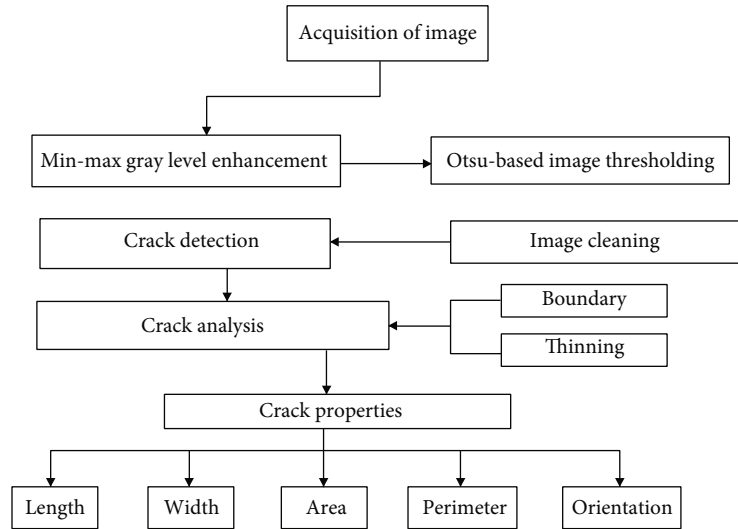 Acquisition of image
Min-max gray level enhancement
Otsu-based image thresholding
Crack detection
Image cleaning
Boundary
Crack analysis
Thinning
Crack properties
Length
Width
Area
Perimeter
Orientation